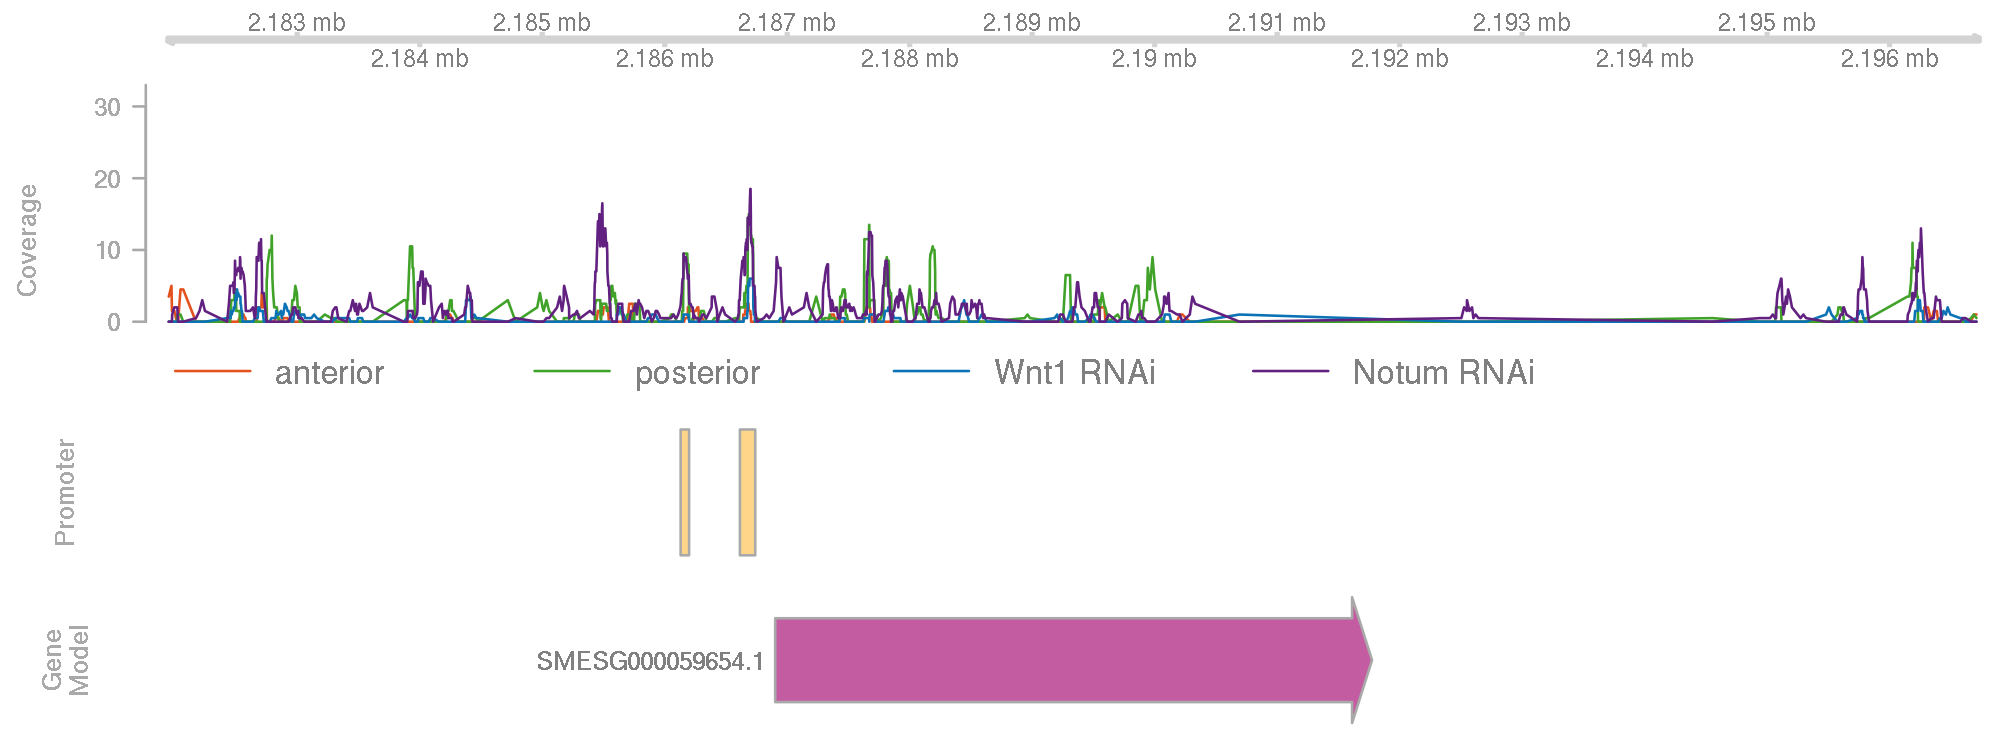 2.183 mb 2.185 mb 2.187 mb 2.189 mb 2.191 mb 2.193 mb 2.195 mb
2.184 mb 2.186 mb 2.188 mb 2.19 mb 2.192 mb 2.194 mb 2.196 mb
30
20
10
0
Coverage
anterior posterior Wnt1 RNAi Notum RNAi
Promoter
0
Gene
Model
SMESG000059654.1